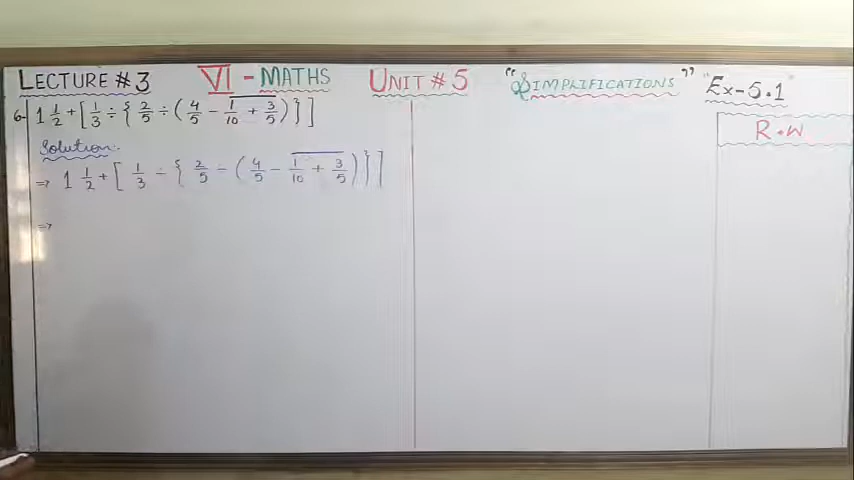 LECTURE # 3 VI - MATHS UNIT # 5 "SIMPLIFICATIONS" "Ex-5.1"
6- 1 1/2 + [ 1/3 ÷ { 2/5 ÷ ( 4/5 - 1/10 + 3/5 ) } ]
R.W
Solution:-
⇒ 1 1/2 + [ 1/3 ÷ { 2/5 ÷ ( 4/5 - 1/10 + 3/5 ) } ]
⇒